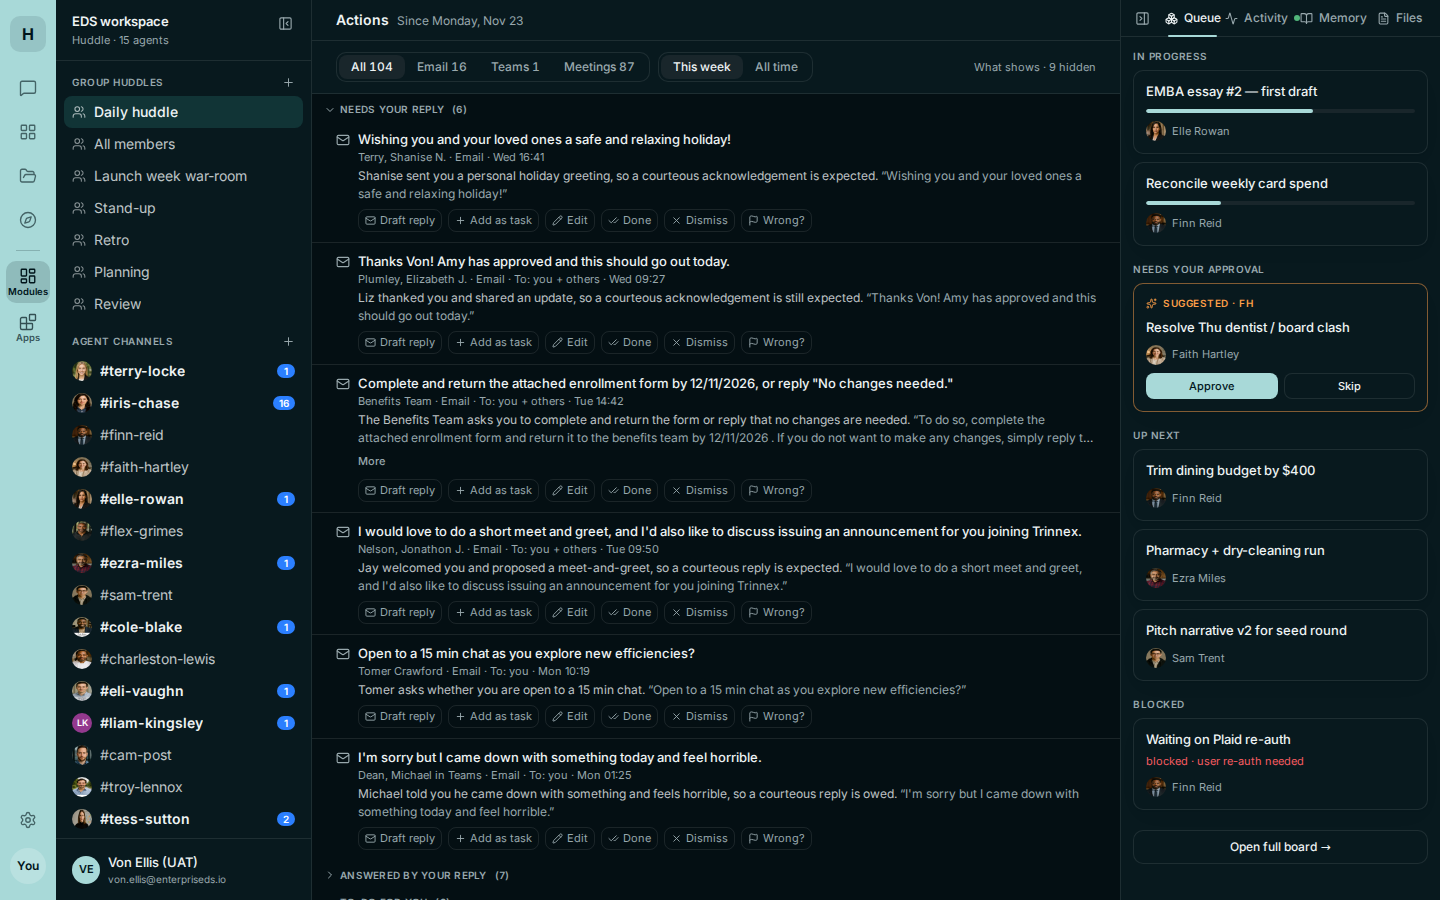 H
Modules
Apps
You
EDS workspace
Huddle · 15 agents
GROUP HUDDLES
Daily huddle
All members
Launch week war-room
Stand-up
Retro
Planning
Review
AGENT CHANNELS
#terry-locke 1
#iris-chase 16
#finn-reid
#faith-hartley
#elle-rowan 1
#flex-grimes
#ezra-miles 1
#sam-trent
#cole-blake 1
#charleston-lewis
#eli-vaughn 1
LK #liam-kingsley 1
#cam-post
#troy-lennox
#tess-sutton 2
VE Von Ellis (UAT)
von.ellis@enterpriseds.io
Actions Since Monday, Nov 23
All 104 Email 16 Teams 1 Meetings 87 This week All time What shows · 9 hidden
NEEDS YOUR REPLY (6)
Wishing you and your loved ones a safe and relaxing holiday!
Terry, Shanise N. · Email · Wed 16:41
Shanise sent you a personal holiday greeting, so a courteous acknowledgement is expected. “Wishing you and your loved ones a
safe and relaxing holiday!”
Draft reply Add as task Edit Done Dismiss Wrong?
Thanks Von! Amy has approved and this should go out today.
Plumley, Elizabeth J. · Email · To: you + others · Wed 09:27
Liz thanked you and shared an update, so a courteous acknowledgement is still expected. “Thanks Von! Amy has approved and this
should go out today.”
Draft reply Add as task Edit Done Dismiss Wrong?
Complete and return the attached enrollment form by 12/11/2026, or reply "No changes needed."
Benefits Team · Email · To: you + others · Tue 14:42
The Benefits Team asks you to complete and return the form or reply that no changes are needed. “To do so, complete the
attached enrollment form and return it to the benefits team by 12/11/2026 . If you do not want to make any changes, simply reply t...
More
Draft reply Add as task Edit Done Dismiss Wrong?
I would love to do a short meet and greet, and I'd also like to discuss issuing an announcement for you joining Trinnex.
Nelson, Jonathon J. · Email · To: you + others · Tue 09:50
Jay welcomed you and proposed a meet-and-greet, so a courteous reply is expected. “I would love to do a short meet and greet,
and I'd also like to discuss issuing an announcement for you joining Trinnex.”
Draft reply Add as task Edit Done Dismiss Wrong?
Open to a 15 min chat as you explore new efficiencies?
Tomer Crawford · Email · To: you · Mon 10:19
Tomer asks whether you are open to a 15 min chat. “Open to a 15 min chat as you explore new efficiencies?”
Draft reply Add as task Edit Done Dismiss Wrong?
I'm sorry but I came down with something today and feel horrible.
Dean, Michael in Teams · Email · To: you · Mon 01:25
Michael told you he came down with something and feels horrible, so a courteous reply is owed. “I'm sorry but I came down with
something today and feel horrible.”
Draft reply Add as task Edit Done Dismiss Wrong?
ANSWERED BY YOUR REPLY (7)
Queue Activity Memory Files
IN PROGRESS
EMBA essay #2 — first draft
Elle Rowan
Reconcile weekly card spend
Finn Reid
NEEDS YOUR APPROVAL
SUGGESTED · FH
Resolve Thu dentist / board clash
Faith Hartley
Approve Skip
UP NEXT
Trim dining budget by $400
Finn Reid
Pharmacy + dry-cleaning run
Ezra Miles
Pitch narrative v2 for seed round
Sam Trent
BLOCKED
Waiting on Plaid re-auth
blocked · user re-auth needed
Finn Reid
Open full board →